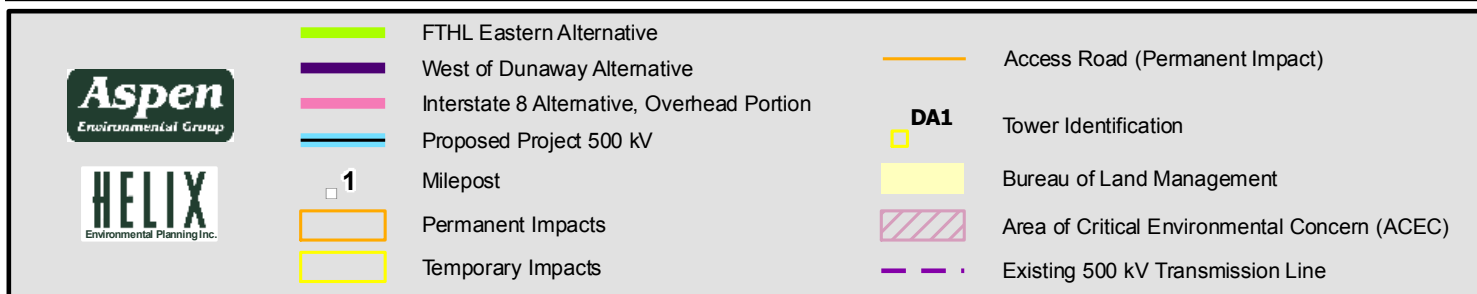 Aspen
Environmental Group
HELIX
Environmental Planning Inc.
FTHL Eastern Alternative
West of Dunaway Alternative
Interstate 8 Alternative, Overhead Portion
Proposed Project 500 kV
1 Milepost
Permanent Impacts
Temporary Impacts
Access Road (Permanent Impact)
DA1
Tower Identification
Bureau of Land Management
Area of Critical Environmental Concern (ACEC)
Existing 500 kV Transmission Line